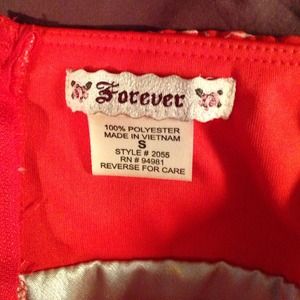 Forever
100% POLYESTER
MADE IN VIETNAM
S
STYLE # 2055
RN # 94981
REVERSE FOR CARE